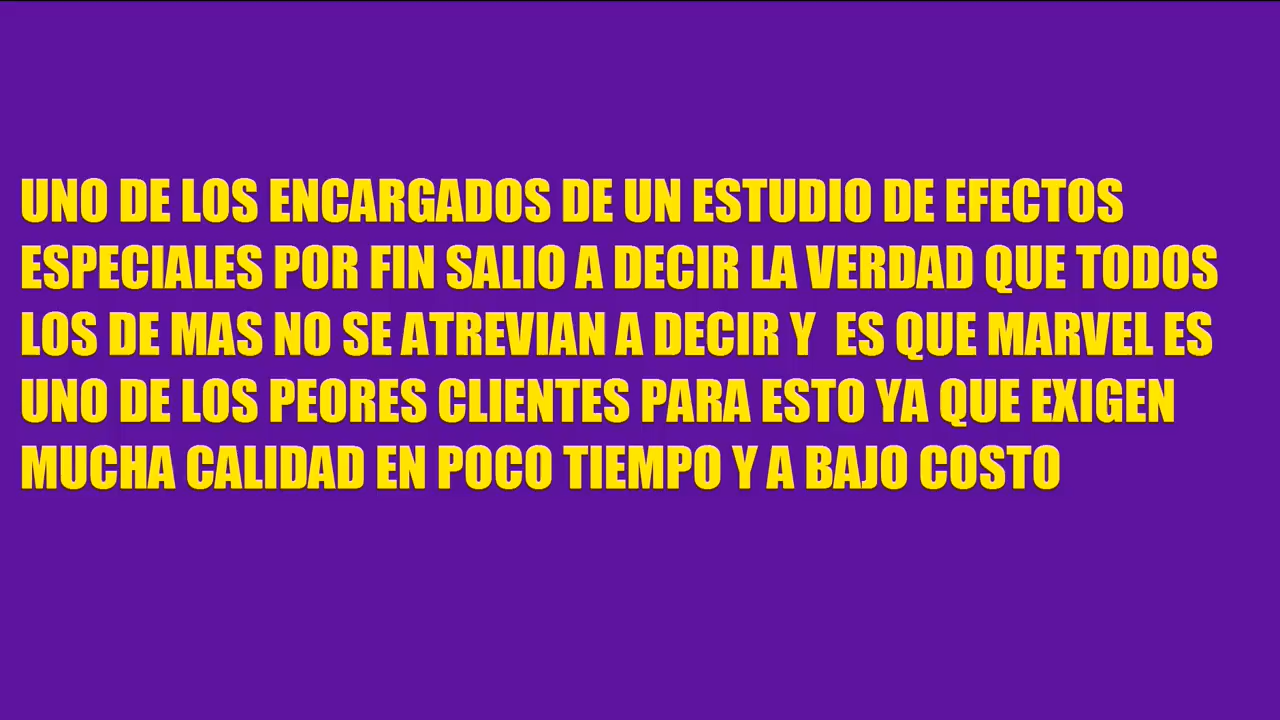 UNO DE LOS ENCARGADOS DE UN ESTUDIO DE EFECTOS
ESPECIALES POR FIN SALIO A DECIR LA VERDAD QUE TODOS
LOS DE MAS NO SE ATREVIAN A DECIR Y  ES QUE MARVEL ES
UNO DE LOS PEORES CLIENTES PARA ESTO YA QUE EXIGEN
MUCHA CALIDAD EN POCO TIEMPO Y A BAJO COSTO